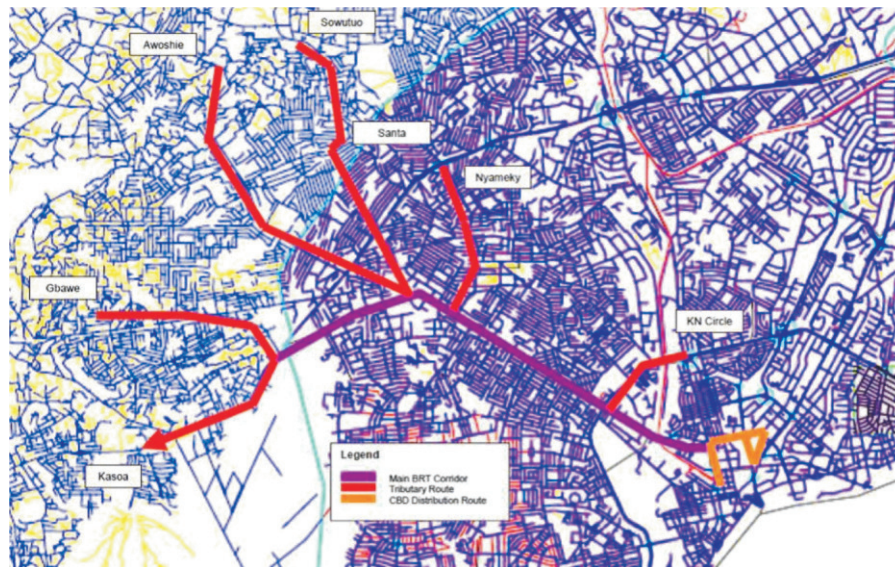 Sowutuo
Awoshie
Santa
Nyameky
Gbawe
KN Circle
Kasoa
Legend
Main BRT Corridor
Tributary Route
CBD Distribution Route